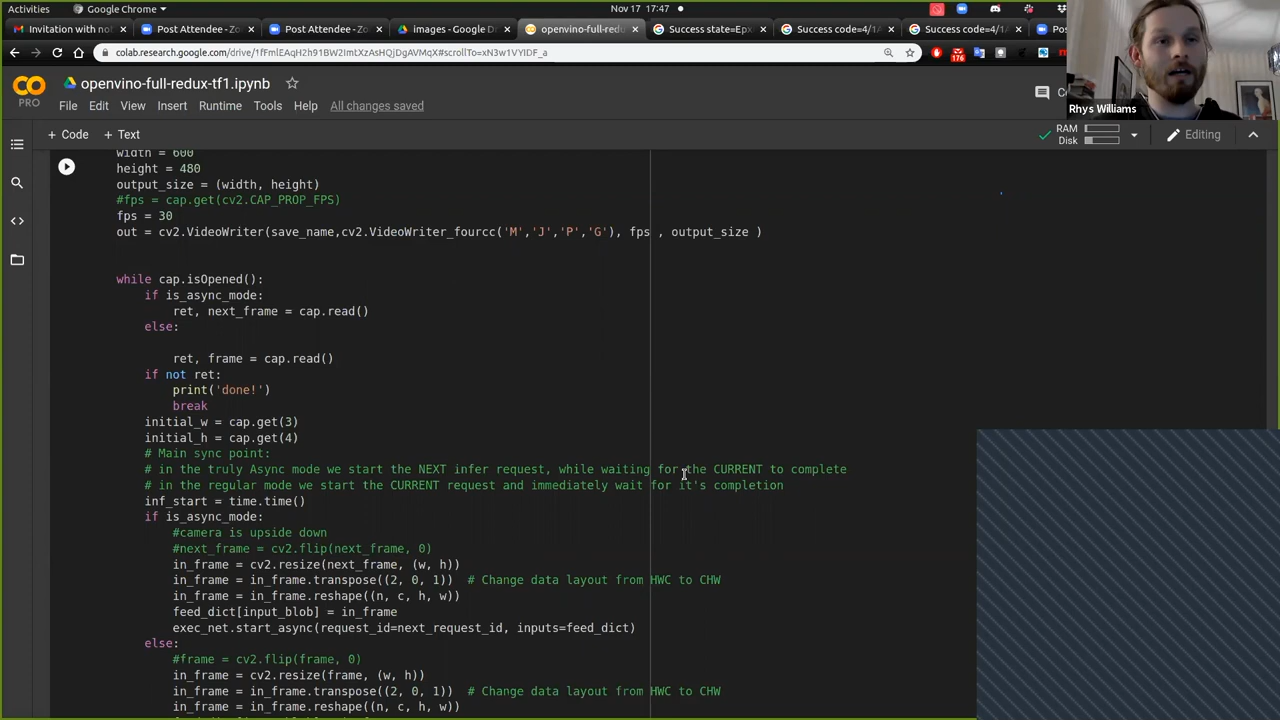 Activities
Google Chrome
Nov 17 • 17:47
Invitation with no
Post Attendee - Zo
Post Attendee - Zo
images - Google Dr
openvino-full-redu
Success state=Epx
Success code=4/1A
Success code=4/1A
colab.research.google.com/drive/1fFmlEAqH2h91BW2ImtXzAsHQjDgAVMqX#scrollTo=xN3w1VYIDF_a
176
PRO
openvino-full-redux-tf1.ipynb
File Edit View Insert Runtime Tools Help All changes saved
Rhys Williams
+ Code + Text
RAM
Disk
Editing
width = 600
height = 480
output_size = (width, height)
#fps = cap.get(cv2.CAP_PROP_FPS)
fps = 30
out = cv2.VideoWriter(save_name,cv2.VideoWriter_fourcc('M','J','P','G'), fps , output_size )
while cap.isOpened():
if is_async_mode:
ret, next_frame = cap.read()
else:
ret, frame = cap.read()
if not ret:
print('done!')
break
initial_w = cap.get(3)
initial_h = cap.get(4)
# Main sync point:
# in the truly Async mode we start the NEXT infer request, while waiting for the CURRENT to complete
# in the regular mode we start the CURRENT request and immediately wait for it's completion
inf_start = time.time()
if is_async_mode:
#camera is upside down
#next_frame = cv2.flip(next_frame, 0)
in_frame = cv2.resize(next_frame, (w, h))
in_frame = in_frame.transpose((2, 0, 1)) # Change data layout from HWC to CHW
in_frame = in_frame.reshape((n, c, h, w))
feed_dict[input_blob] = in_frame
exec_net.start_async(request_id=next_request_id, inputs=feed_dict)
else:
#frame = cv2.flip(frame, 0)
in_frame = cv2.resize(frame, (w, h))
in_frame = in_frame.transpose((2, 0, 1)) # Change data layout from HWC to CHW
in_frame = in_frame.reshape((n, c, h, w))